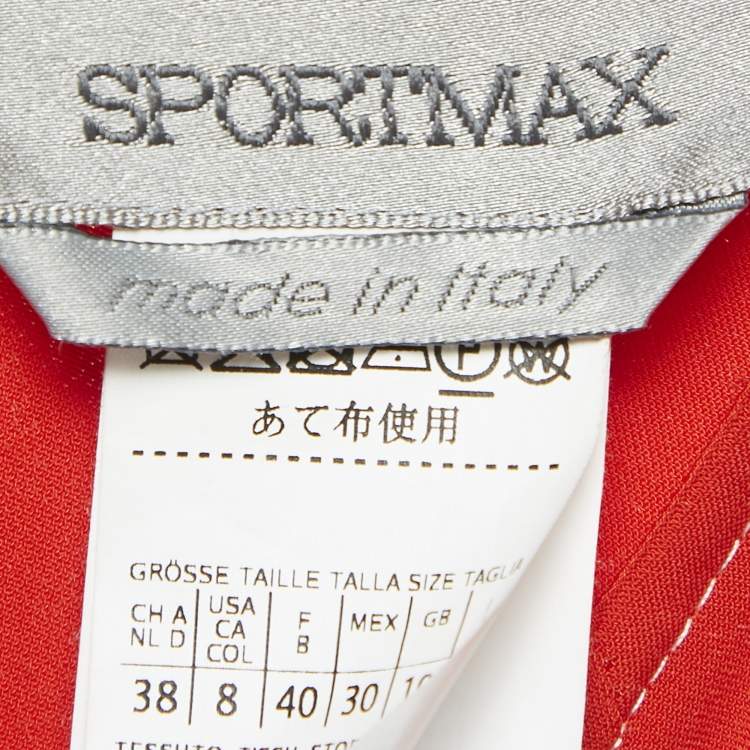 SPORTMAX
made in Italy
あて布使用
GRÖSSE TAILLE TALLA SIZE TAGLIA
CH A USA F MEX GB
NL D CA B
COL
38 8 40 30
TESSUTO